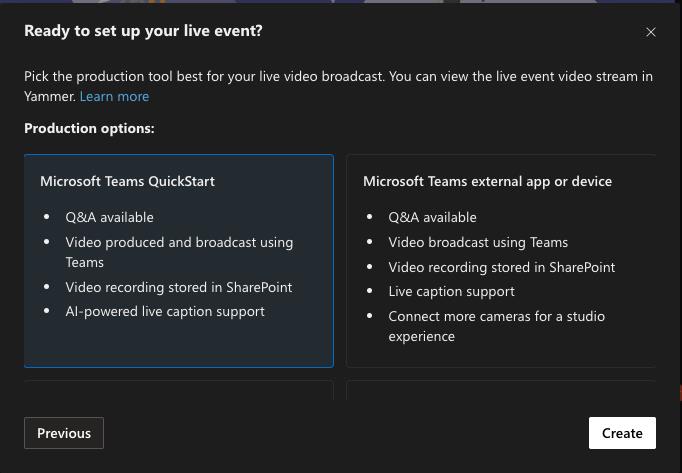 Ready to set up your live event?
Pick the production tool best for your live video broadcast. You can view the live event video stream in
Yammer. Learn more
Production options:
Microsoft Teams QuickStart
• Q&A available
• Video produced and broadcast using
Teams
• Video recording stored in SharePoint
• AI-powered live caption support
Microsoft Teams external app or device
• Q&A available
• Video broadcast using Teams
• Video recording stored in SharePoint
• Live caption support
• Connect more cameras for a studio
experience
Previous
Create